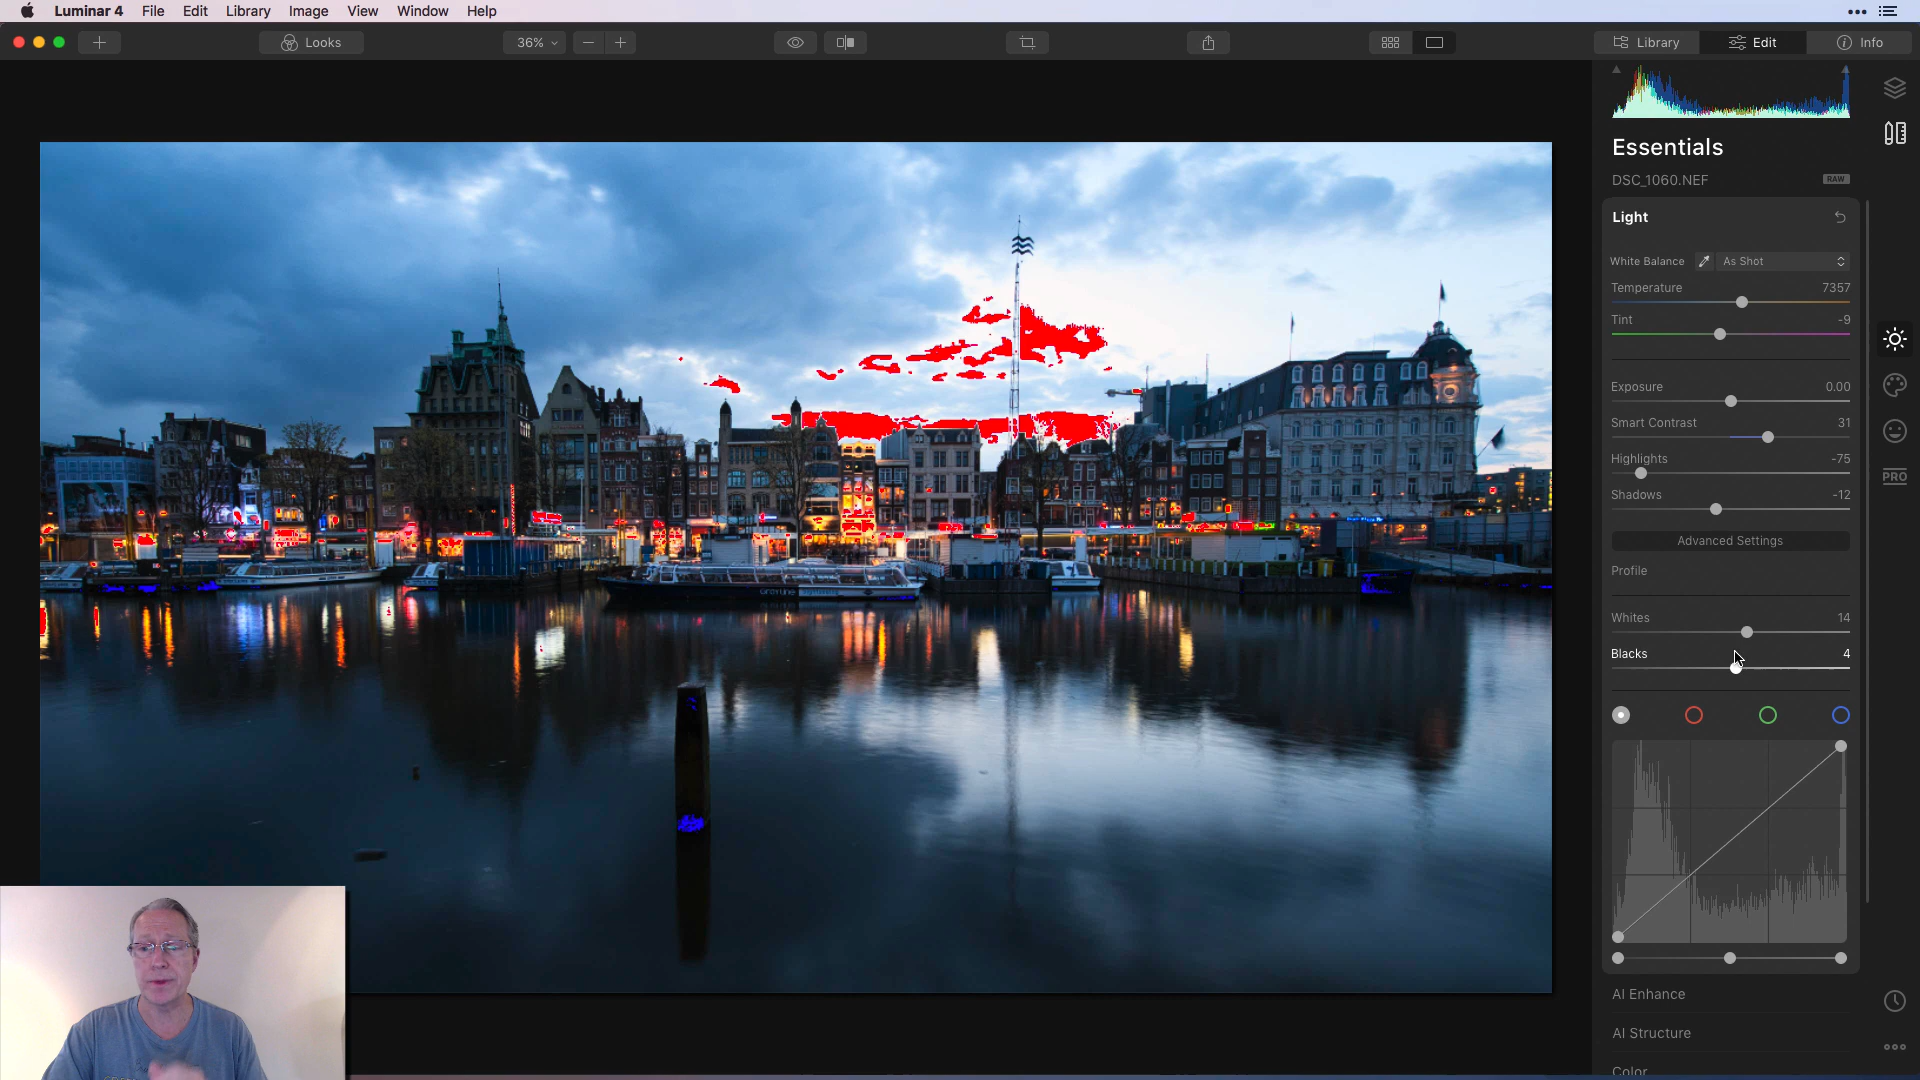 Luminar 4 File Edit Library Image View Window Help
Looks 36% Library Edit Info
Essentials
DSC_1060.NEF RAW
Light
White Balance As Shot
Temperature 7357
Tint -9
Exposure 0.00
Smart Contrast 31
Highlights -75
Shadows -12
Advanced Settings
Profile
Whites 14
Blacks 4
PRO
AI Enhance
AI Structure
Color